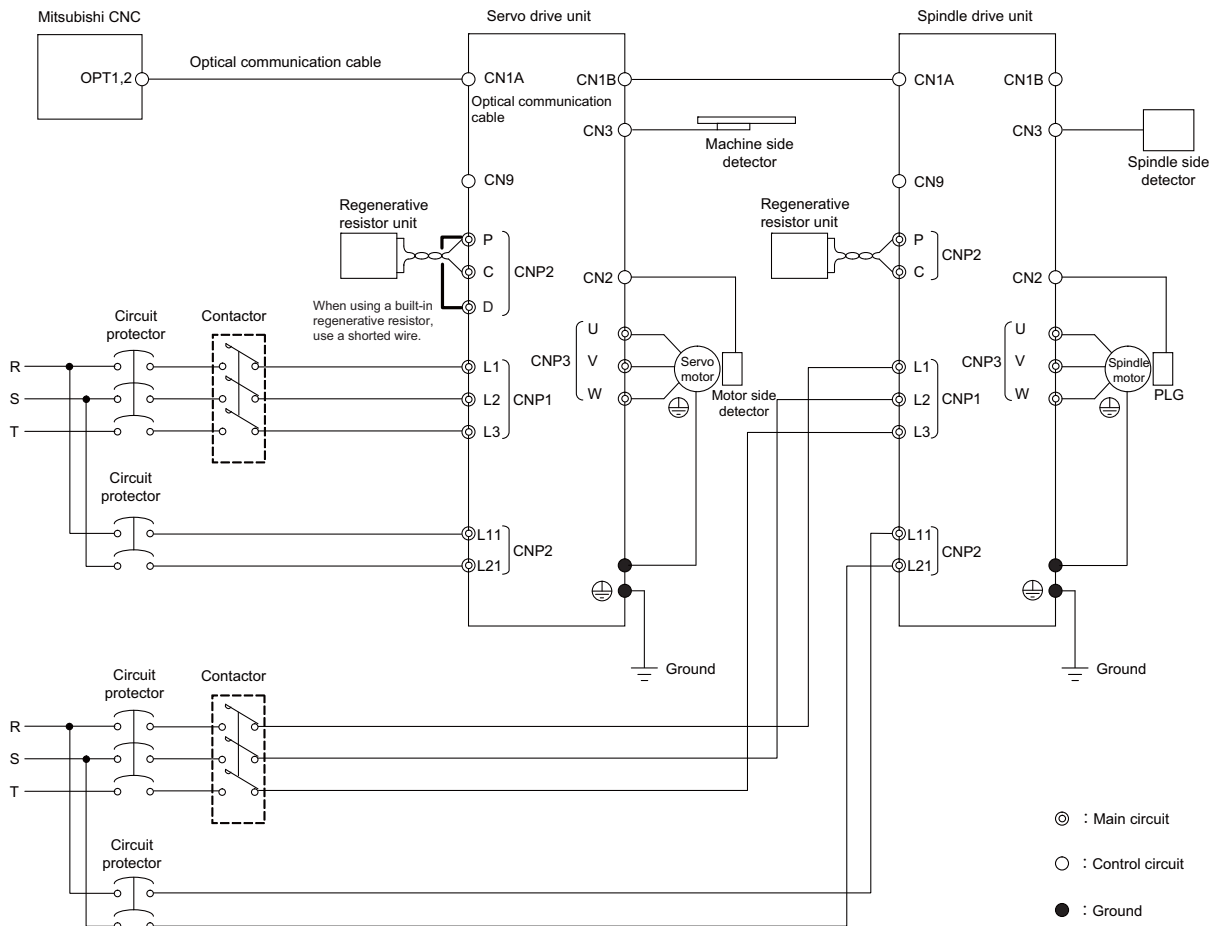 Mitsubishi CNC
OPT1,2
Optical communication cable
Servo drive unit
CN1A
CN1B
Optical communication
cable
CN3
Machine side
detector
CN9
Regenerative
resistor unit
P
C
D
CNP2
When using a built-in
regenerative resistor,
use a shorted wire.
CN2
U
V
W
CNP3
Servo
motor
Motor side
detector
Circuit
protector
Contactor
R
S
T
L1
L2
L3
CNP1
Circuit
protector
L11
L21
CNP2
Ground
Spindle drive unit
CN1A
CN1B
CN3
Spindle side
detector
CN9
Regenerative
resistor unit
P
C
CNP2
CN2
U
V
W
CNP3
Spindle
motor
PLG
L1
L2
L3
CNP1
L11
L21
CNP2
Ground
Circuit
protector
Contactor
R
S
T
Circuit
protector
: Main circuit
: Control circuit
: Ground